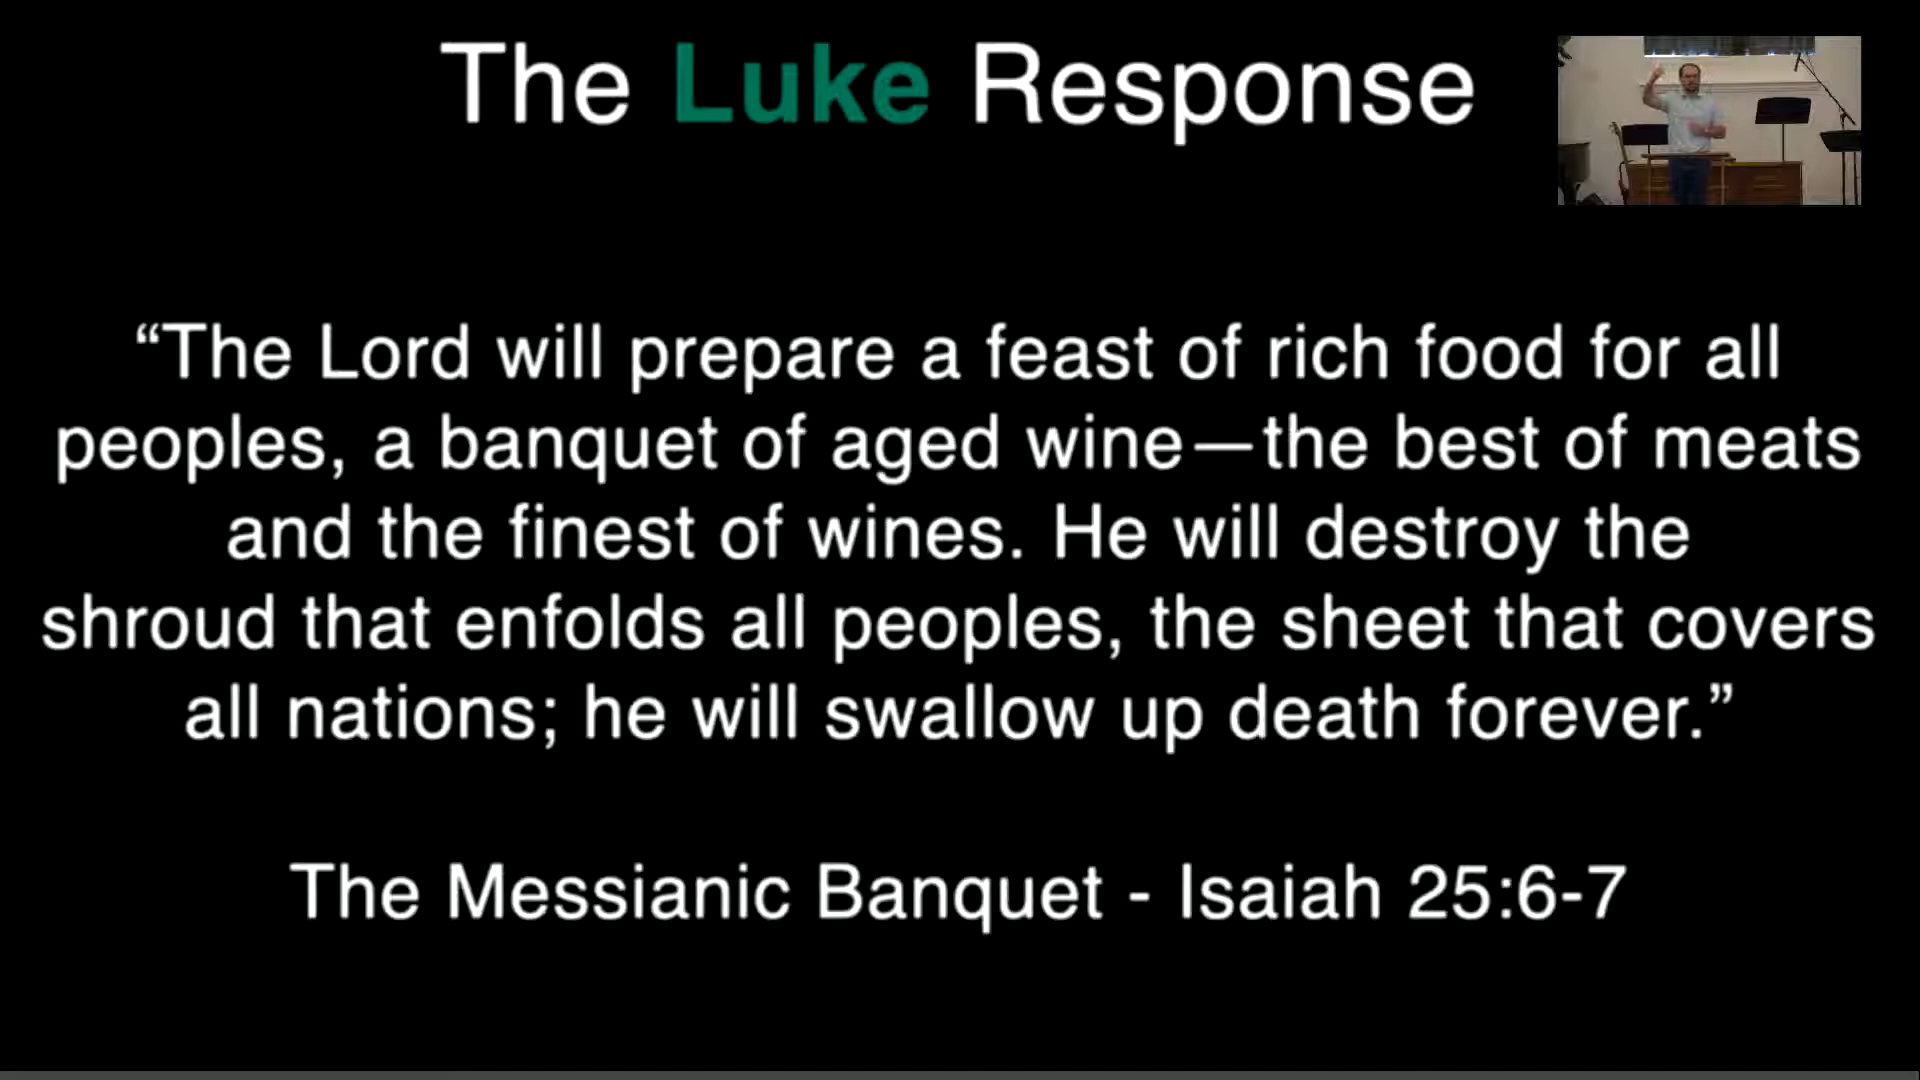 The Luke Response
“The Lord will prepare a feast of rich food for all
peoples, a banquet of aged wine—the best of meats
and the finest of wines. He will destroy the
shroud that enfolds all peoples, the sheet that covers
all nations; he will swallow up death forever.”
The Messianic Banquet - Isaiah 25:6-7